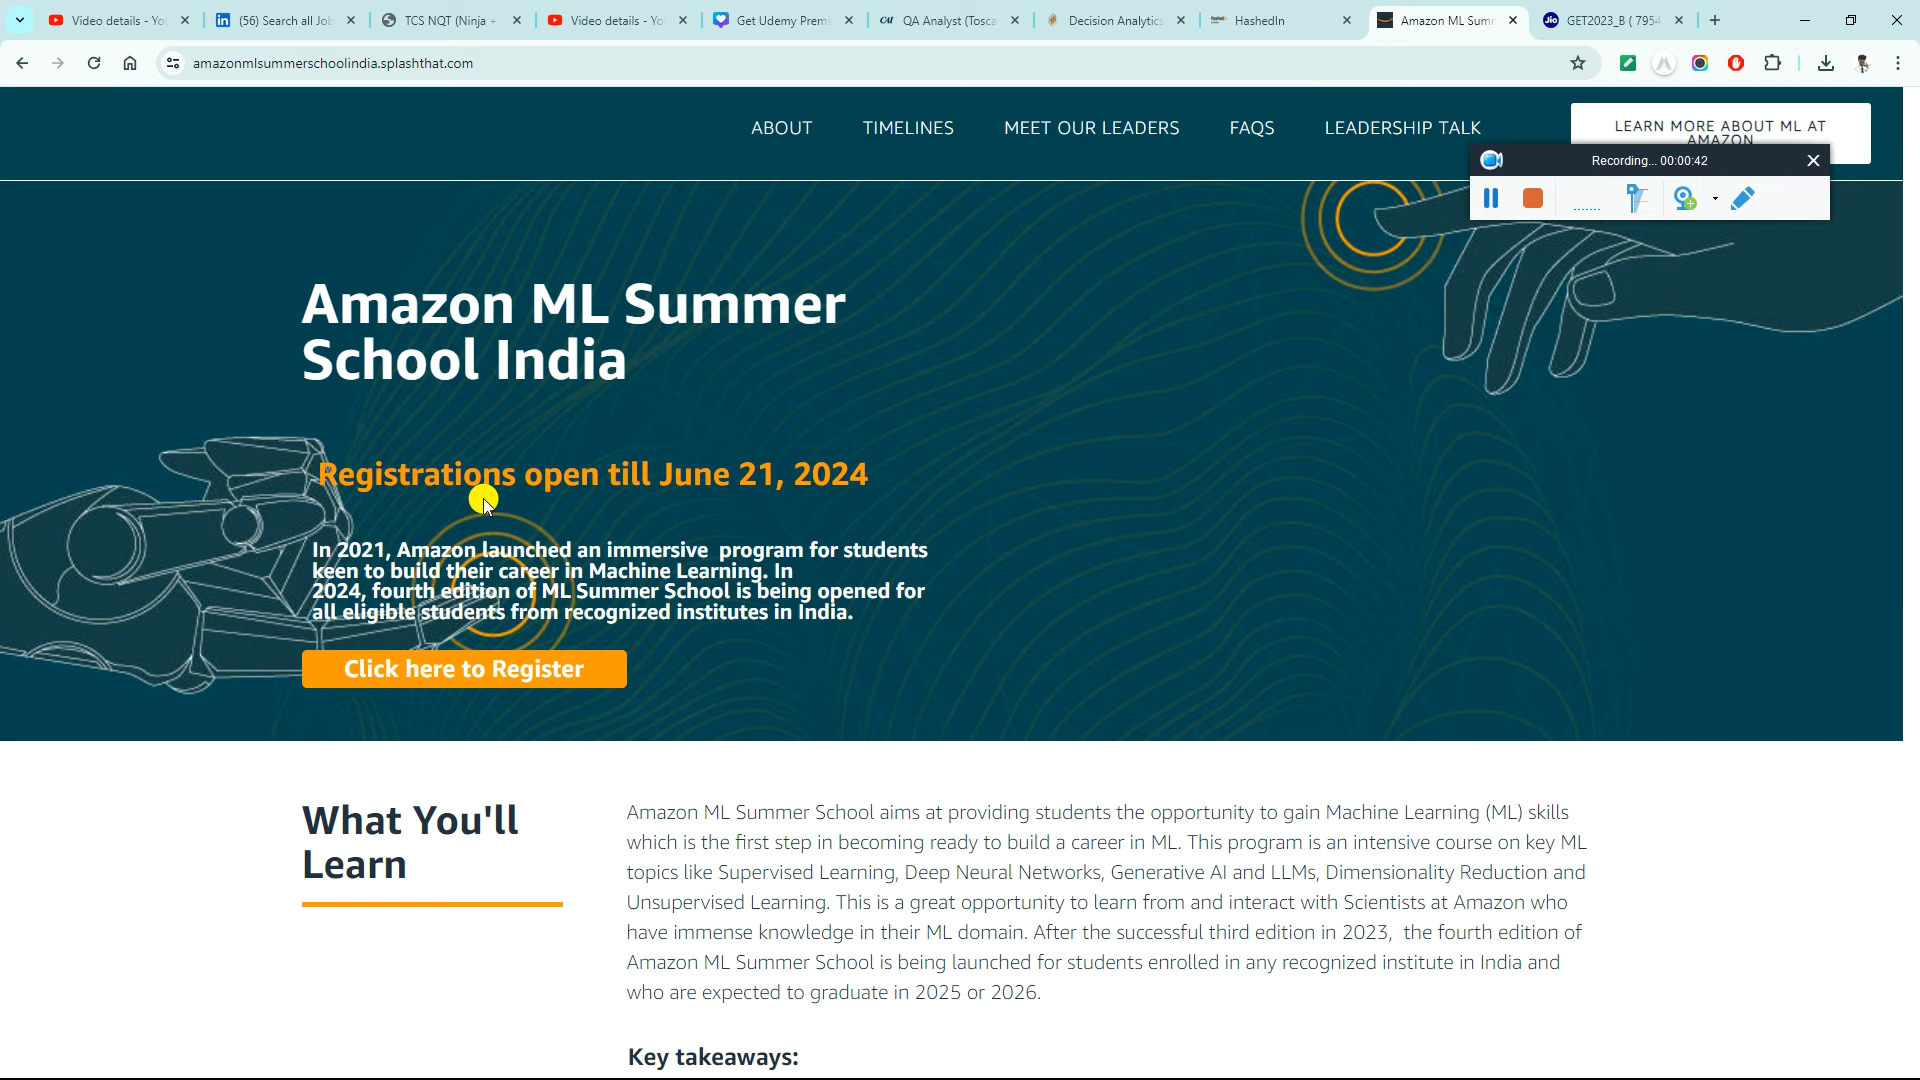 Video details - You
(56) Search all Job
TCS NQT (Ninja +
Video details - You
Get Udemy Premi
QA Analyst (Tosca
Decision Analytics
HashedIn
Amazon ML Summ
GET2023_B ( 7954
amazonmlsummerschoolindia.splashthat.com
ABOUT
TIMELINES
MEET OUR LEADERS
FAQS
LEADERSHIP TALK
LEARN MORE ABOUT ML AT
AMAZON
Recording... 00:00:42
Amazon ML Summer
School India
Registrations open till June 21, 2024
In 2021, Amazon launched an immersive program for students
keen to build their career in Machine Learning. In
2024, fourth edition of ML Summer School is being opened for
all eligible students from recognized institutes in India.
Click here to Register
What You'll
Learn
Amazon ML Summer School aims at providing students the opportunity to gain Machine Learning (ML) skills
which is the first step in becoming ready to build a career in ML. This program is an intensive course on key ML
topics like Supervised Learning, Deep Neural Networks, Generative AI and LLMs, Dimensionality Reduction and
Unsupervised Learning. This is a great opportunity to learn from and interact with Scientists at Amazon who
have immense knowledge in their ML domain. After the successful third edition in 2023, the fourth edition of
Amazon ML Summer School is being launched for students enrolled in any recognized institute in India and
who are expected to graduate in 2025 or 2026.
Key takeaways: